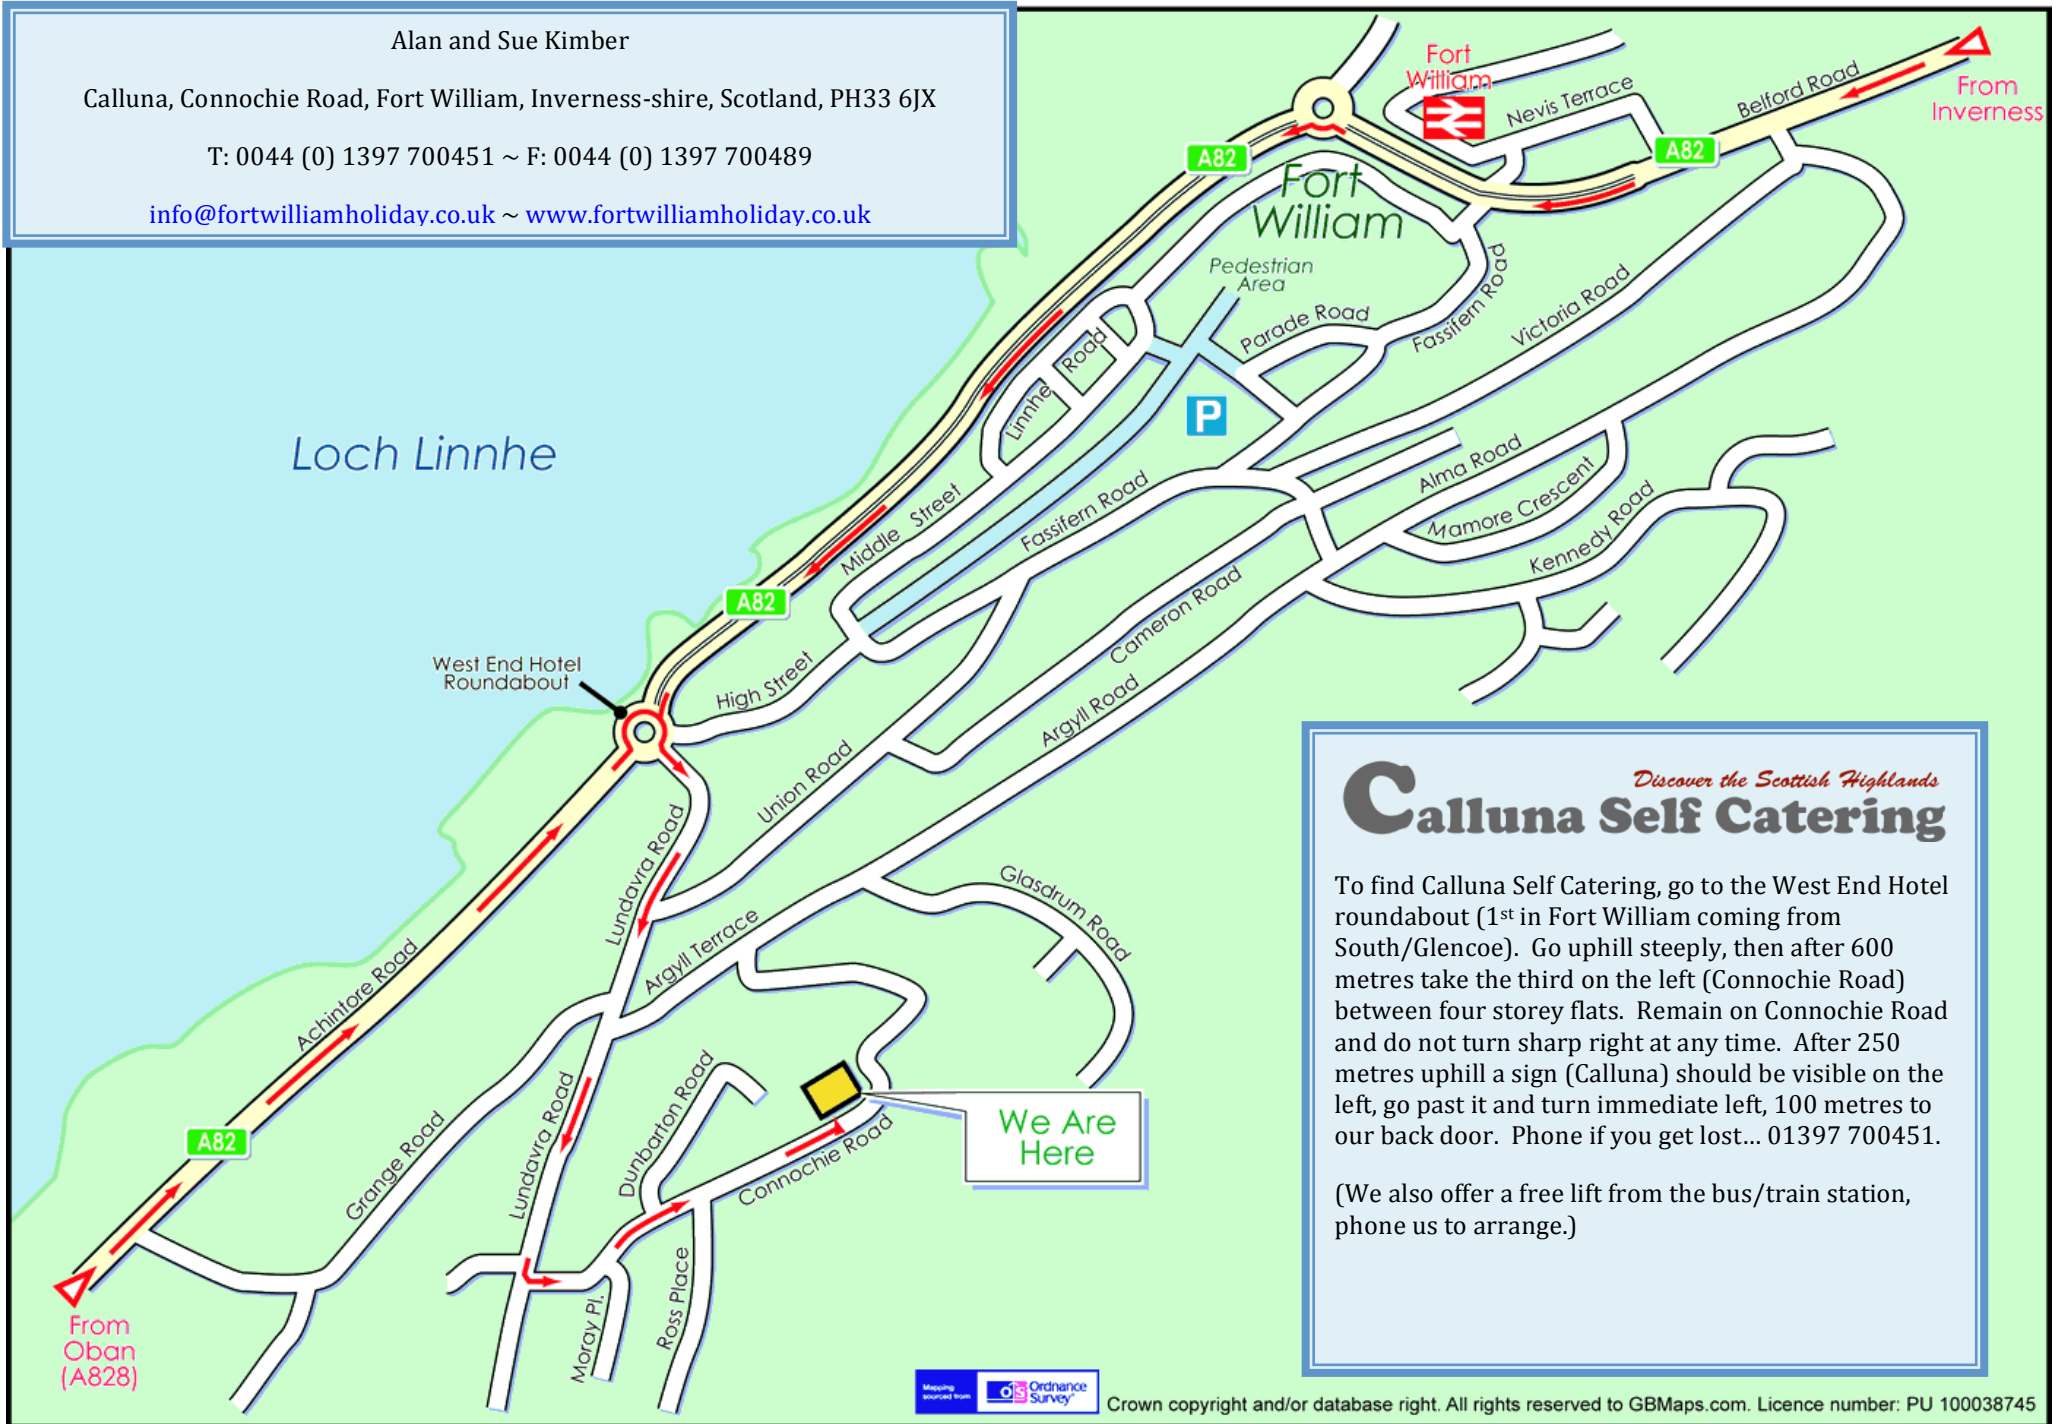 Alan and Sue Kimber
Calluna, Connochie Road, Fort William, Inverness-shire, Scotland, PH33 6JX
T: 0044 (0) 1397 700451 ~ F: 0044 (0) 1397 700489
info@fortwilliamholiday.co.uk ~ www.fortwilliamholiday.co.uk
Fort
William
Nevis Terrace
Belford Road
From
Inverness
A82
A82
Fort
William
Pedestrian
Area
Parade Road
Fassifern Road
Victoria Road
Linnhe Road
P
Loch Linnhe
Middle Street
Fassifern Road
Alma Road
Mamore Crescent
Kennedy Road
A82
Cameron Road
West End Hotel
Roundabout
High Street
Argyll Road
Union Road
Lundavra Road
Glasdrum Road
Argyll Terrace
Achintore Road
A82
Grange Road
Lundavra Road
Dunbarton Road
Connochie Road
We Are
Here
Moray Pl.
Ross Place
From
Oban
(A828)
Discover the Scottish Highlands
Calluna Self Catering
To find Calluna Self Catering, go to the West End Hotel
roundabout (1st in Fort William coming from
South/Glencoe). Go uphill steeply, then after 600
metres take the third on the left (Connochie Road)
between four storey flats. Remain on Connochie Road
and do not turn sharp right at any time. After 250
metres uphill a sign (Calluna) should be visible on the
left, go past it and turn immediate left, 100 metres to
our back door. Phone if you get lost… 01397 700451.
(We also offer a free lift from the bus/train station,
phone us to arrange.)
Mapping
sourced from
OS Ordnance
Survey
Crown copyright and/or database right. All rights reserved to GBMaps.com. Licence number: PU 100038745